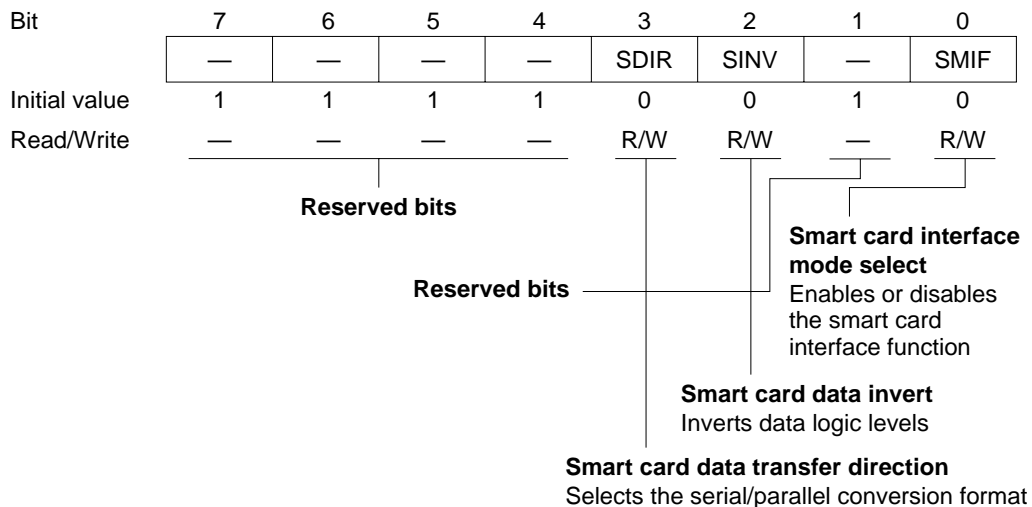 Bit 7 6 5 4 3 2 1 0
— — — — SDIR SINV — SMIF
Initial value 1 1 1 1 0 0 1 0
Read/Write — — — — R/W R/W — R/W
Reserved bits
Smart card interface
mode select
Enables or disables
the smart card
interface function
Reserved bits
Smart card data invert
Inverts data logic levels
Smart card data transfer direction
Selects the serial/parallel conversion format